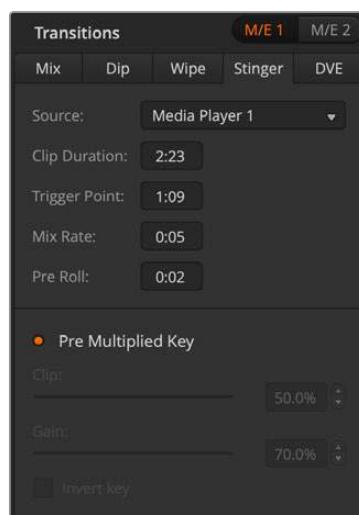 Transitions M/E 1 M/E 2
Mix Dip Wipe Stinger DVE
Source: Media Player 1
Clip Duration: 2:23
Trigger Point: 1:09
Mix Rate: 0:05
Pre Roll: 0:02
Pre Multiplied Key
Clip:
50.0%
Gain:
70.0%
Invert key